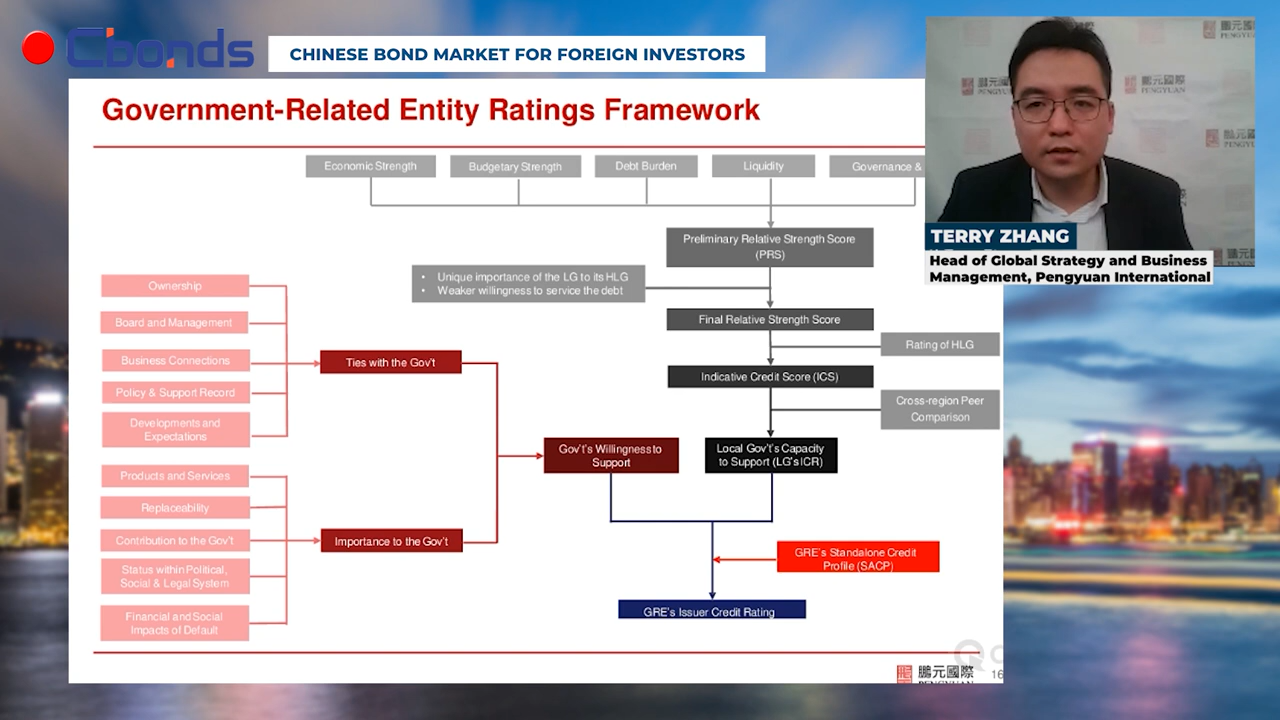 Cbonds
CHINESE BOND MARKET FOR FOREIGN INVESTORS
Government-Related Entity Ratings Framework
Economic Strength
Budgetary Strength
Debt Burden
Liquidity
Governance &
Preliminary Relative Strength Score
(PRS)
• Unique importance of the LG to its HLG
• Weaker willingness to service the debt
Final Relative Strength Score
Rating of HLG
Indicative Credit Score (ICS)
Cross-region Peer
Comparison
Ownership
Board and Management
Business Connections
Policy & Support Record
Developments and
Expectations
Ties with the Gov't
Products and Services
Replaceability
Contribution to the Gov't
Status within Political,
Social & Legal System
Financial and Social
Impacts of Default
Importance to the Gov't
Gov't's Willingness to
Support
Local Gov't's Capacity
to Support (LG's ICR)
GRE's Standalone Credit
Profile (SACP)
GRE's Issuer Credit Rating
鵬元國際
PENGYUAN
16
鵬元國際
PENGYUAN
TERRY ZHANG
Head of Global Strategy and Business
Management, Pengyuan International